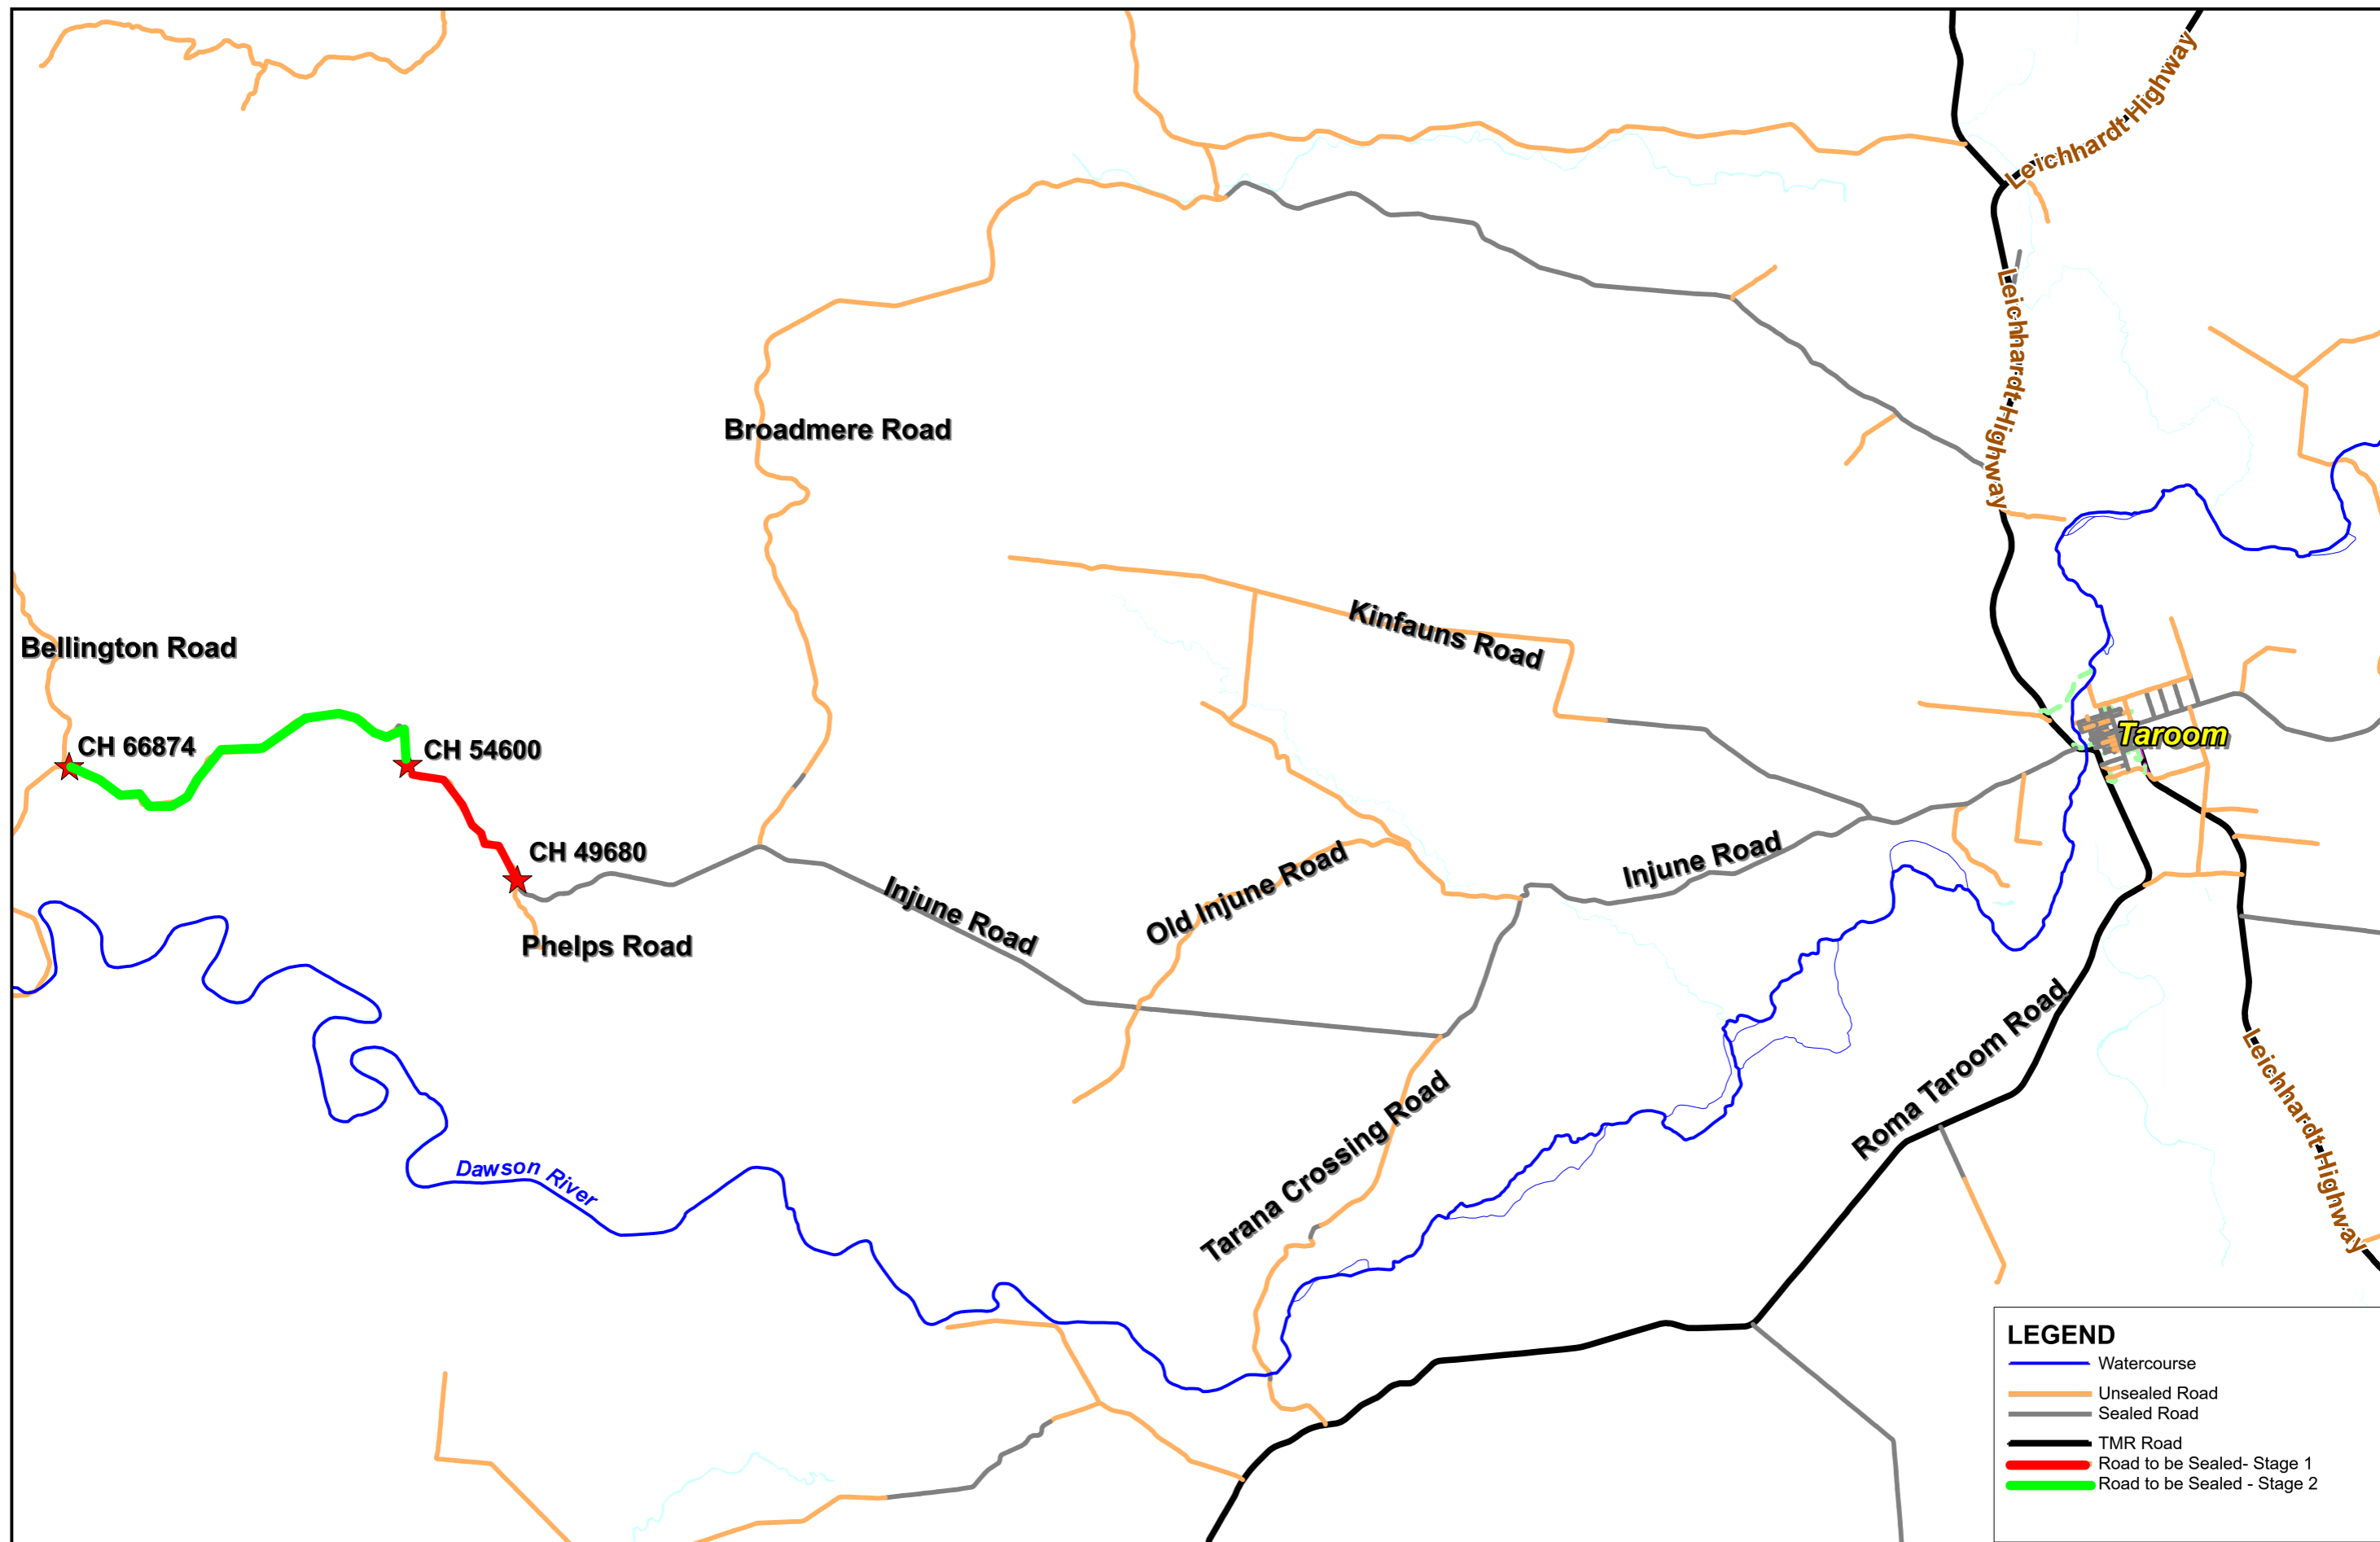 Leichhardt Highway
Leichhardt Highway
Broadmere Road
Kinfauns Road
Bellington Road
Taroom
CH 66874
CH 54600
CH 49680
Injune Road
Injune Road
Old Injune Road
Phelps Road
Roma Taroom Road
Tarana Crossing Road
Leichhardt Highway
Dawson River
LEGEND
Watercourse
Unsealed Road
Sealed Road
TMR Road
Road to be Sealed- Stage 1
Road to be Sealed - Stage 2